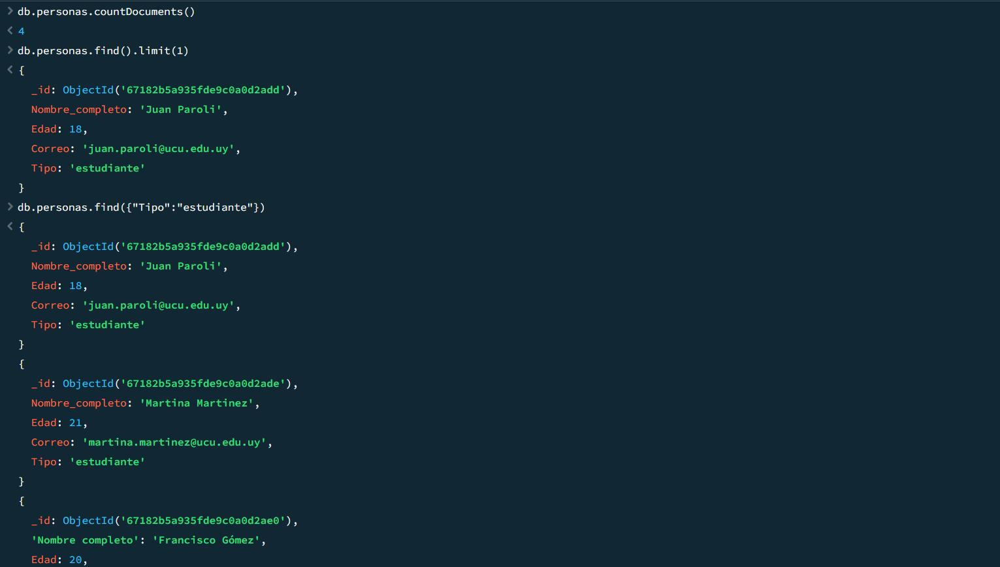 > db.personas.countDocuments()
< 4
> db.personas.find().limit(1)
< {
_id: ObjectId('67182b5a935fde9c0a0d2add'),
Nombre_completo: 'Juan Paroli',
Edad: 18,
Correo: 'juan.paroli@ucu.edu.uy',
Tipo: 'estudiante'
}
> db.personas.find({"Tipo":"estudiante"})
< {
_id: ObjectId('67182b5a935fde9c0a0d2add'),
Nombre_completo: 'Juan Paroli',
Edad: 18,
Correo: 'juan.paroli@ucu.edu.uy',
Tipo: 'estudiante'
}
{
_id: ObjectId('67182b5a935fde9c0a0d2ade'),
Nombre_completo: 'Martina Martinez',
Edad: 21,
Correo: 'martina.martinez@ucu.edu.uy',
Tipo: 'estudiante'
}
{
_id: ObjectId('67182b5a935fde9c0a0d2ae0'),
'Nombre completo': 'Francisco Gómez',
Edad: 20,